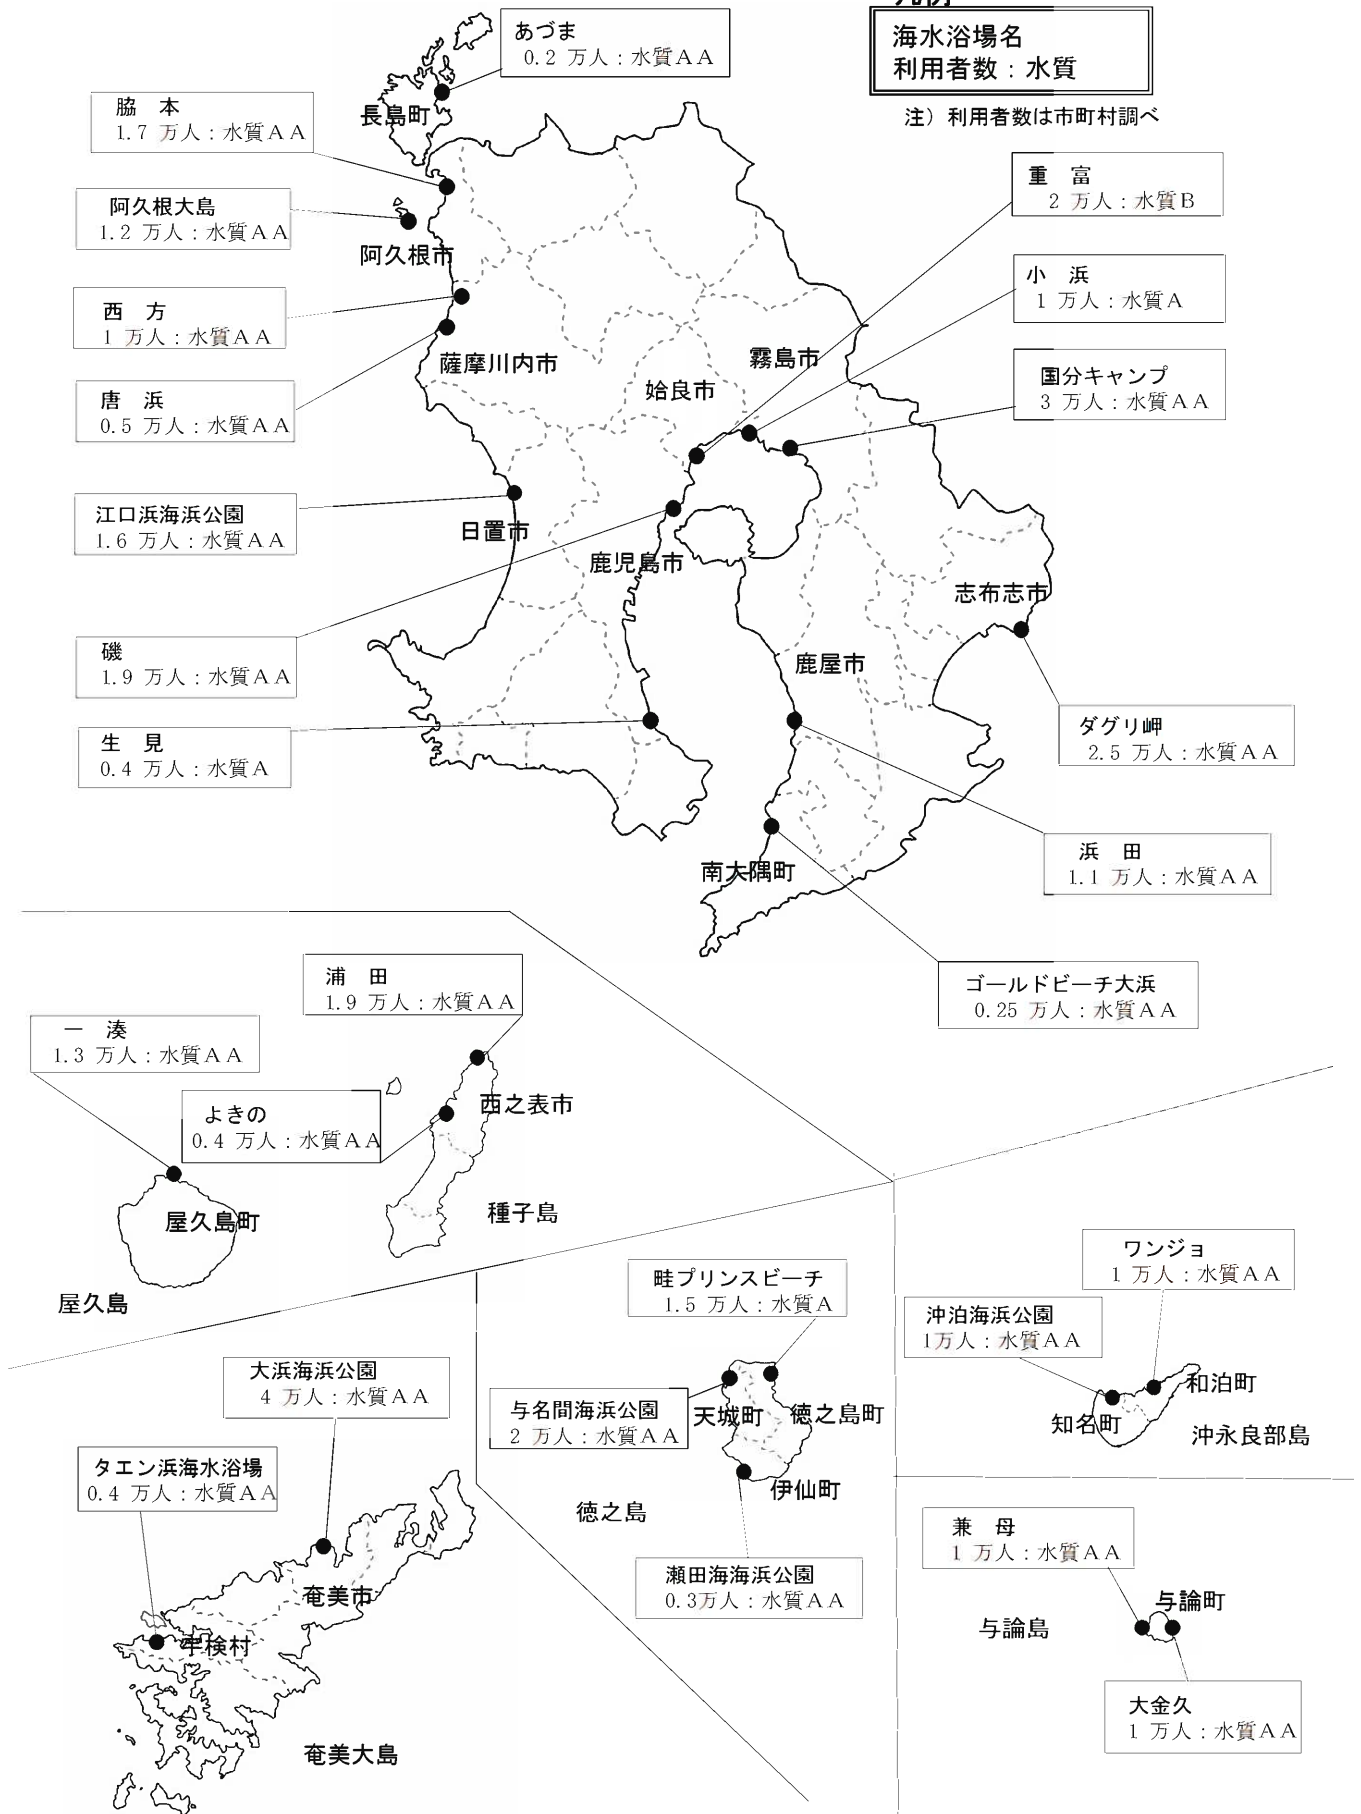 凡例
海水浴場名
利用者数：水質
注）利用者数は市町村調べ
あづま
0.2 万人：水質ＡＡ
長島町
脇　本
1.7 万人：水質ＡＡ
阿久根大島
1.2 万人：水質ＡＡ
阿久根市
西　方
1 万人：水質ＡＡ
唐　浜
0.5 万人：水質ＡＡ
薩摩川内市
江口浜海浜公園
1.6 万人：水質ＡＡ
日置市
磯
1.9 万人：水質ＡＡ
鹿児島市
生　見
0.4 万人：水質Ａ
重　富
2 万人：水質Ｂ
小　浜
1 万人：水質Ａ
国分キャンプ
3 万人：水質ＡＡ
霧島市
姶良市
志布志市
鹿屋市
ダグリ岬
2.5 万人：水質ＡＡ
浜　田
1.1 万人：水質ＡＡ
南大隅町
ゴールドビーチ大浜
0.25 万人：水質ＡＡ
浦　田
1.9 万人：水質ＡＡ
一　湊
1.3 万人：水質ＡＡ
よきの
0.4 万人：水質ＡＡ
西之表市
種子島
屋久島町
屋久島
畦プリンスビーチ
1.5 万人：水質Ａ
与名間海浜公園
2 万人：水質ＡＡ
天城町
徳之島町
伊仙町
徳之島
瀬田海海浜公園
0.3万人：水質ＡＡ
ワンジョ
1 万人：水質ＡＡ
沖泊海浜公園
1万人：水質ＡＡ
和泊町
知名町
沖永良部島
大浜海浜公園
4 万人：水質ＡＡ
タエン浜海水浴場
0.4 万人：水質ＡＡ
奄美市
宇検村
奄美大島
兼　母
1 万人：水質ＡＡ
与論町
与論島
大金久
1 万人：水質ＡＡ